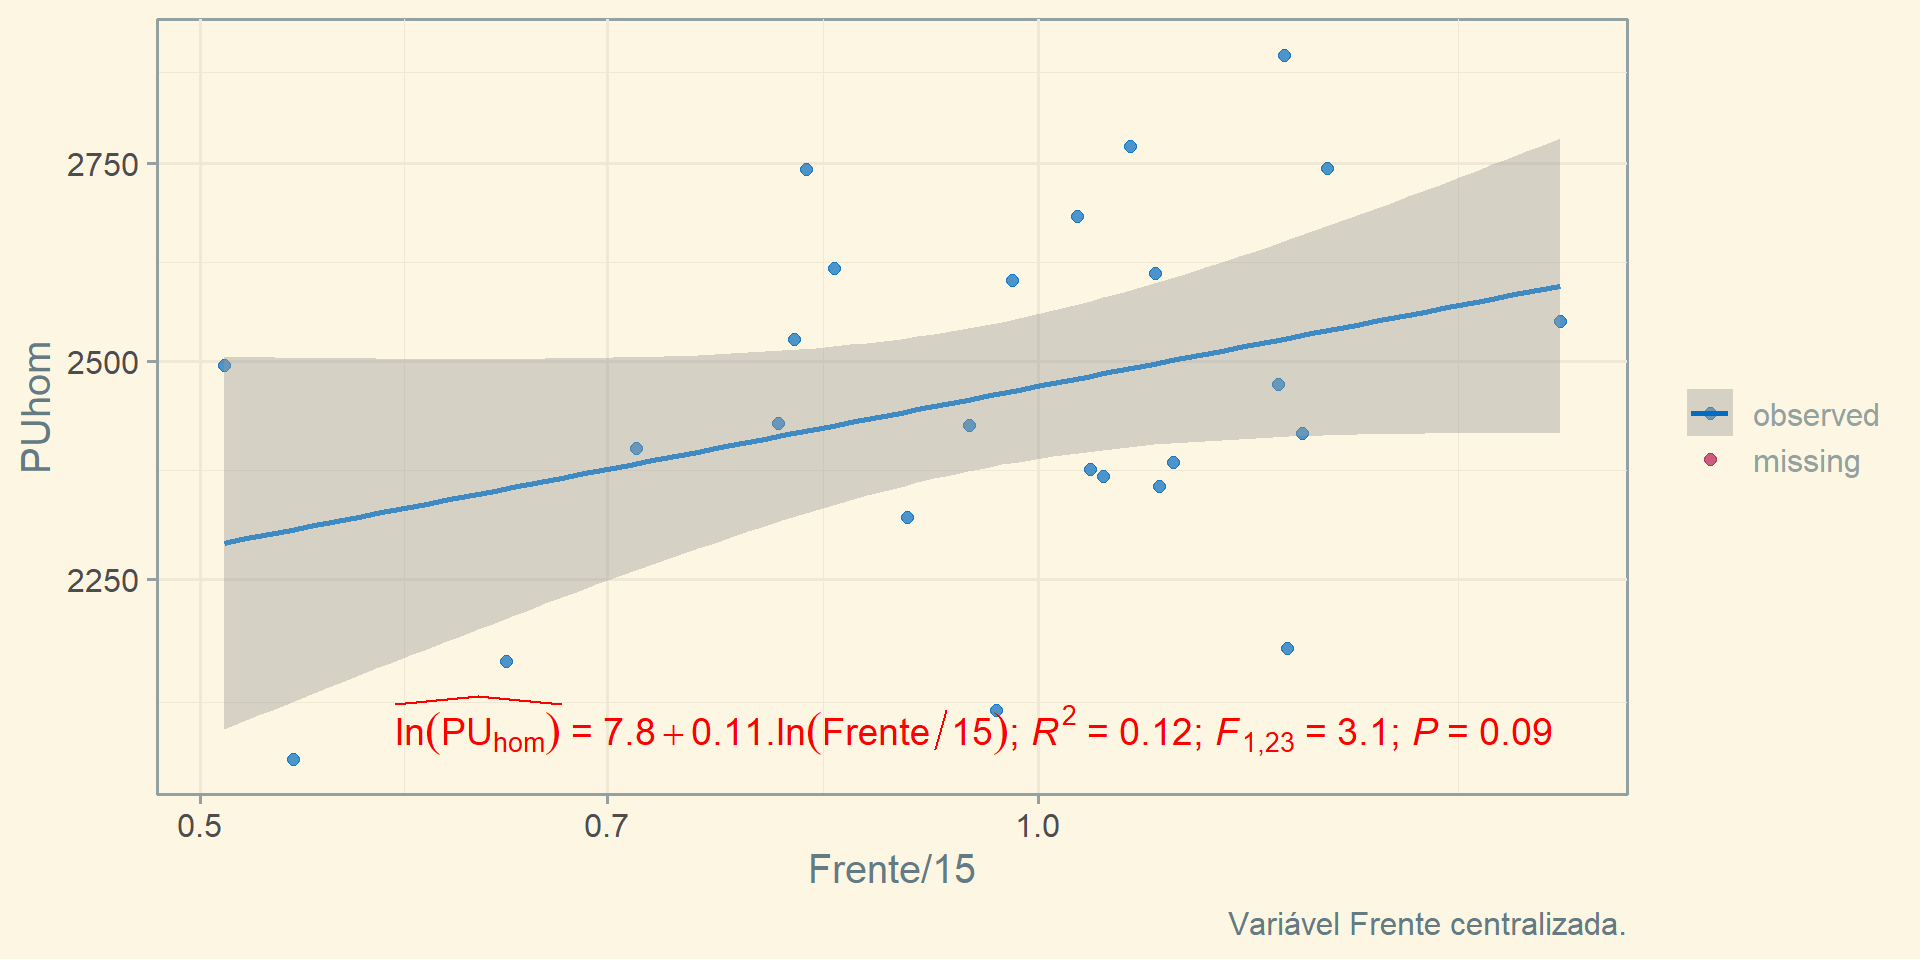 PUhom
2750
2500
2250
ln(PUhom) = 7.8 + 0.11.ln(Frente/15); R² = 0.12; F1,23 = 3.1; P = 0.09
0.5 0.7 1.0
Frente/15
observed
missing
Variável Frente centralizada.